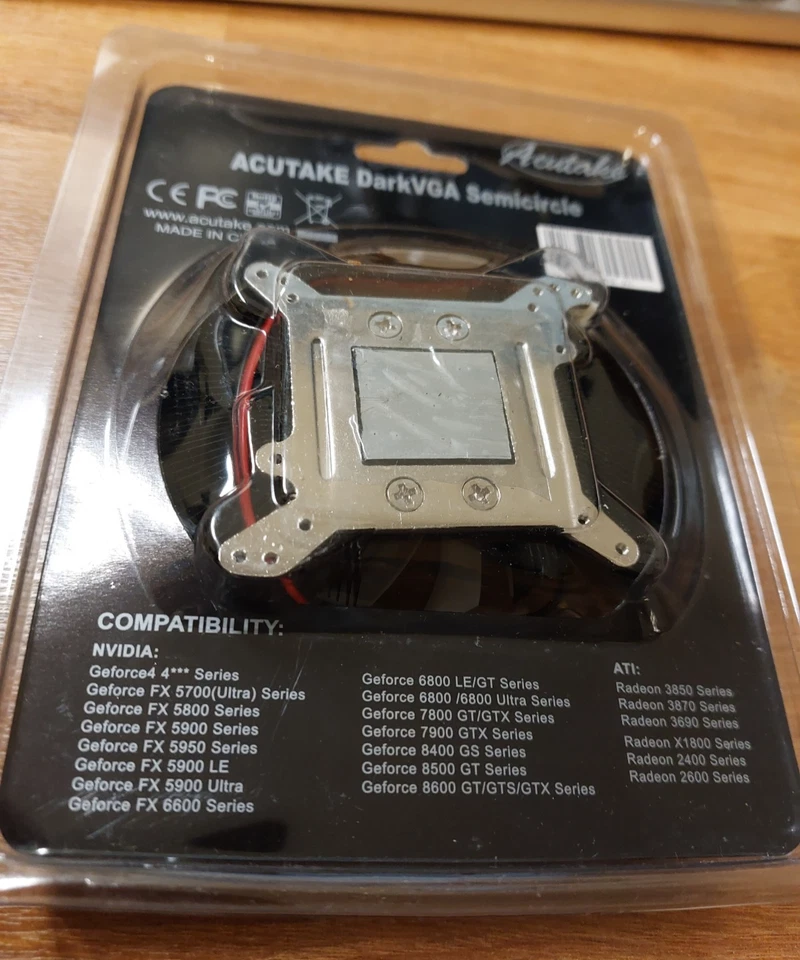 Acutake
ACUTAKE DarkVGA Semicircle
CE FC
www.acutake.com
MADE IN
COMPATIBILITY:
NVIDIA:
Geforce4 4*** Series
Geforce FX 5700(Ultra) Series
Geforce FX 5800 Series
Geforce FX 5900 Series
Geforce FX 5950 Series
Geforce FX 5900 LE
Geforce FX 5900 Ultra
Geforce FX 6600 Series
Geforce 6800 LE/GT Series
Geforce 6800 /6800 Ultra Series
Geforce 7800 GT/GTX Series
Geforce 7900 GTX Series
Geforce 8400 GS Series
Geforce 8500 GT Series
Geforce 8600 GT/GTS/GTX Series
ATI:
Radeon 3850 Series
Radeon 3870 Series
Radeon 3690 Series
Radeon X1800 Series
Radeon 2400 Series
Radeon 2600 Series